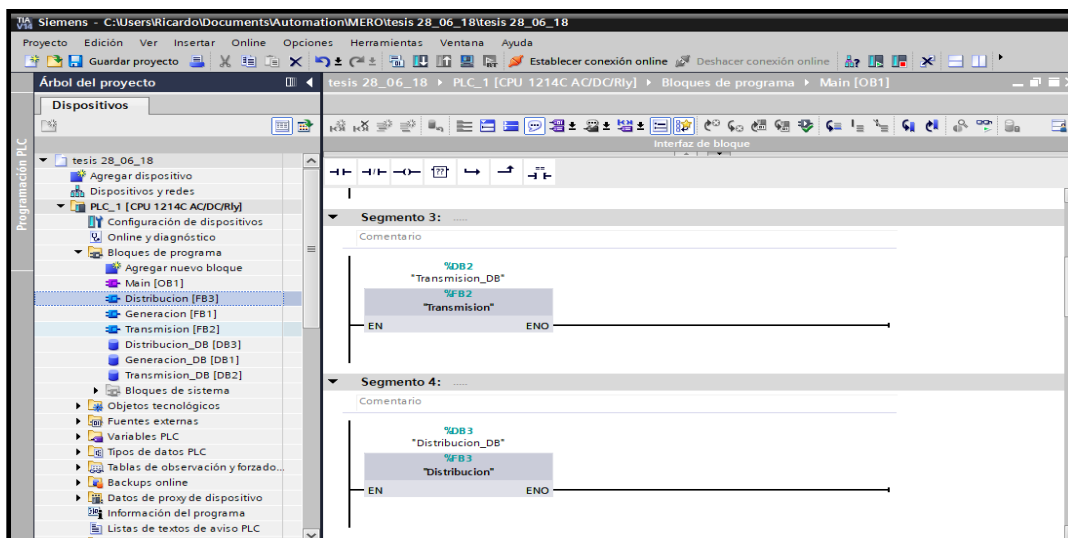 TIA V14 Siemens - C:\Users\Ricardo\Documents\Automation\MERO\tesis 28_06_18\tesis 28_06_18
Proyecto Edición Ver Insertar Online Opciones Herramientas Ventana Ayuda
Guardar proyecto Establecer conexión online Deshacer conexión online
Árbol del proyecto
tesis 28_06_18 PLC_1 [CPU 1214C AC/DC/Rly] Bloques de programa Main [OB1]
Dispositivos
Interfaz de bloque
Programación PLC
tesis 28_06_18
Agregar dispositivo
Dispositivos y redes
PLC_1 [CPU 1214C AC/DC/Rly]
Configuración de dispositivos
Online y diagnóstico
Bloques de programa
Agregar nuevo bloque
Main [OB1]
Distribucion [FB3]
Generacion [FB1]
Transmision [FB2]
Distribucion_DB [DB3]
Generacion_DB [DB1]
Transmision_DB [DB2]
Bloques de sistema
Objetos tecnológicos
Fuentes externas
Variables PLC
Tipos de datos PLC
Tablas de observación y forzado...
Backups online
Datos de proxy de dispositivo
Información del programa
Listas de textos de aviso PLC
??
Segmento 3: .....
Comentario
%DB2
"Transmision_DB"
%FB2
"Transmision"
EN ENO
Segmento 4: .....
Comentario
%DB3
"Distribucion_DB"
%FB3
"Distribucion"
EN ENO